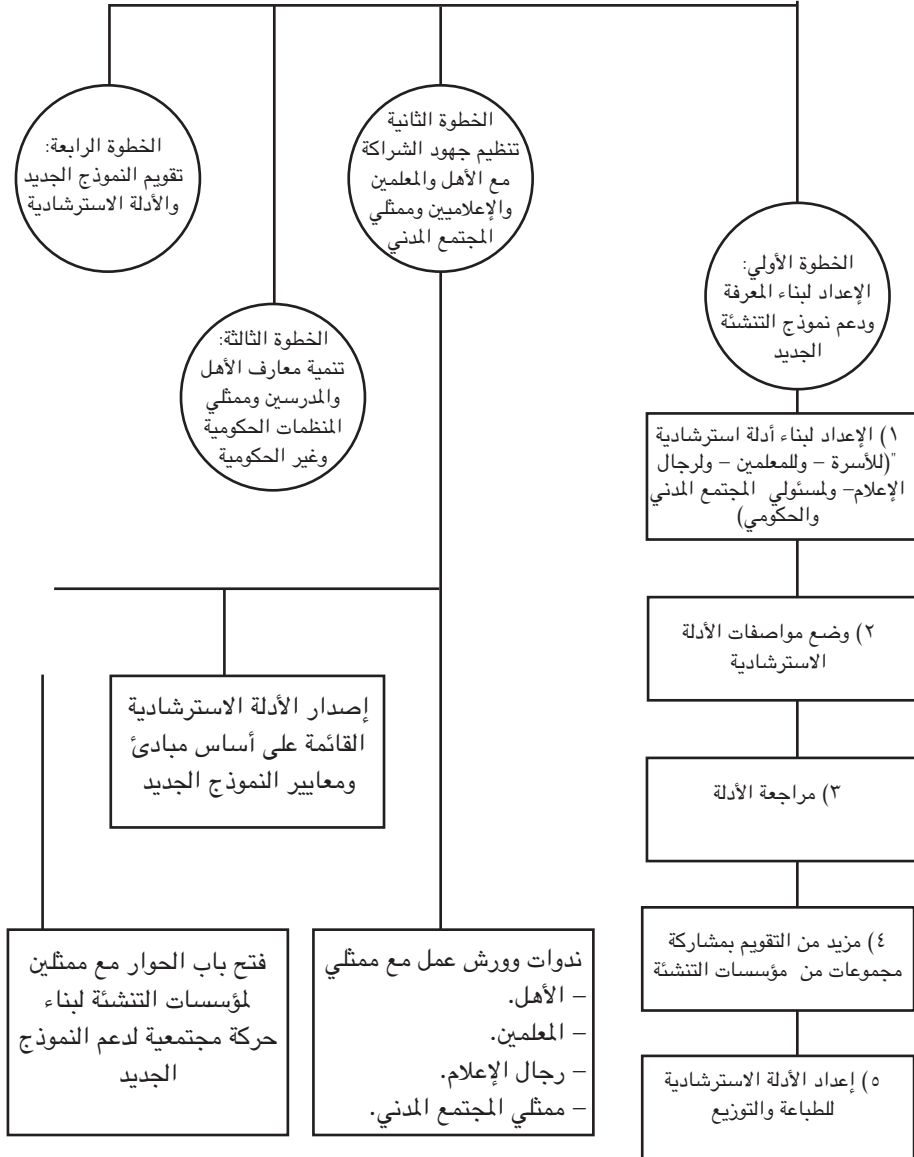 الخطوة الأولي:
الإعداد لبناء المعرفة
ودعم نموذج التنشئة
الجديد
١) الإعداد لبناء أدلة استرشادية
"(للأسرة – وللمعلمين – ولرجال
الإعلام– ولمسئولي المجتمع المدني
والحكومي)
٢) وضع مواصفات الأدلة
الاسترشادية
٣) مراجعة الأدلة
٤) مزيد من التقويم بمشاركة
مجموعات من مؤسسات التنشئة
٥) إعداد الأدلة الاسترشادية
للطباعة والتوزيع
الخطوة الثانية
تنظيم جهود الشراكة
مع الأهل والمعلمين
والإعلاميين وممثلي
المجتمع المدني
ندوات وورش عمل مع ممثلي
– الأهل.
– المعلمين.
– رجال الإعلام.
– ممثلي المجتمع المدني.
إصدار الأدلة الاسترشادية
القائمة على أساس مبادئ
ومعايير النموذج الجديد
فتح باب الحوار مع ممثلين
لمؤسسات التنشئة لبناء
حركة مجتمعية لدعم النموذج
الجديد
الخطوة الثالثة:
تنمية معارف الأهل
والمدرسين وممثلي
المنظمات الحكومية
وغير الحكومية
الخطوة الرابعة:
تقويم النموذج الجديد
والأدلة الاسترشادية